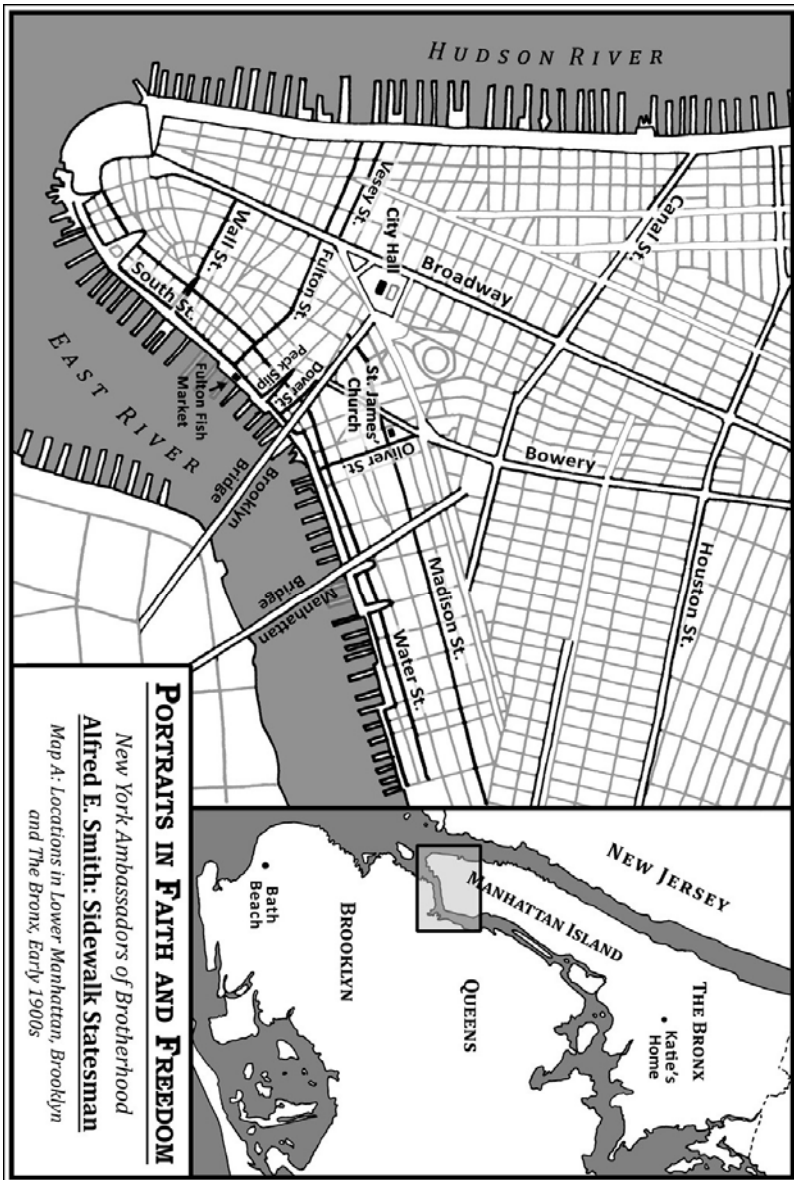 HUDSON RIVER
Vesey St.
City Hall
Broadway
Canal St.
Wall St.
Fulton St.
South St.
Peck Slip
Dover St.
St. James'
Church
Oliver St.
Bowery
EAST RIVER
Fulton Fish
Market
Brooklyn
Bridge
Manhattan
Bridge
Madison St.
Water St.
Houston St.
PORTRAITS IN FAITH AND FREEDOM
New York Ambassadors of Brotherhood
Alfred E. Smith: Sidewalk Statesman
Map A: Locations in Lower Manhattan, Brooklyn
and The Bronx, Early 1900s
NEW JERSEY
MANHATTAN ISLAND
THE BRONX
Katie's
Home
QUEENS
BROOKLYN
Bath
Beach